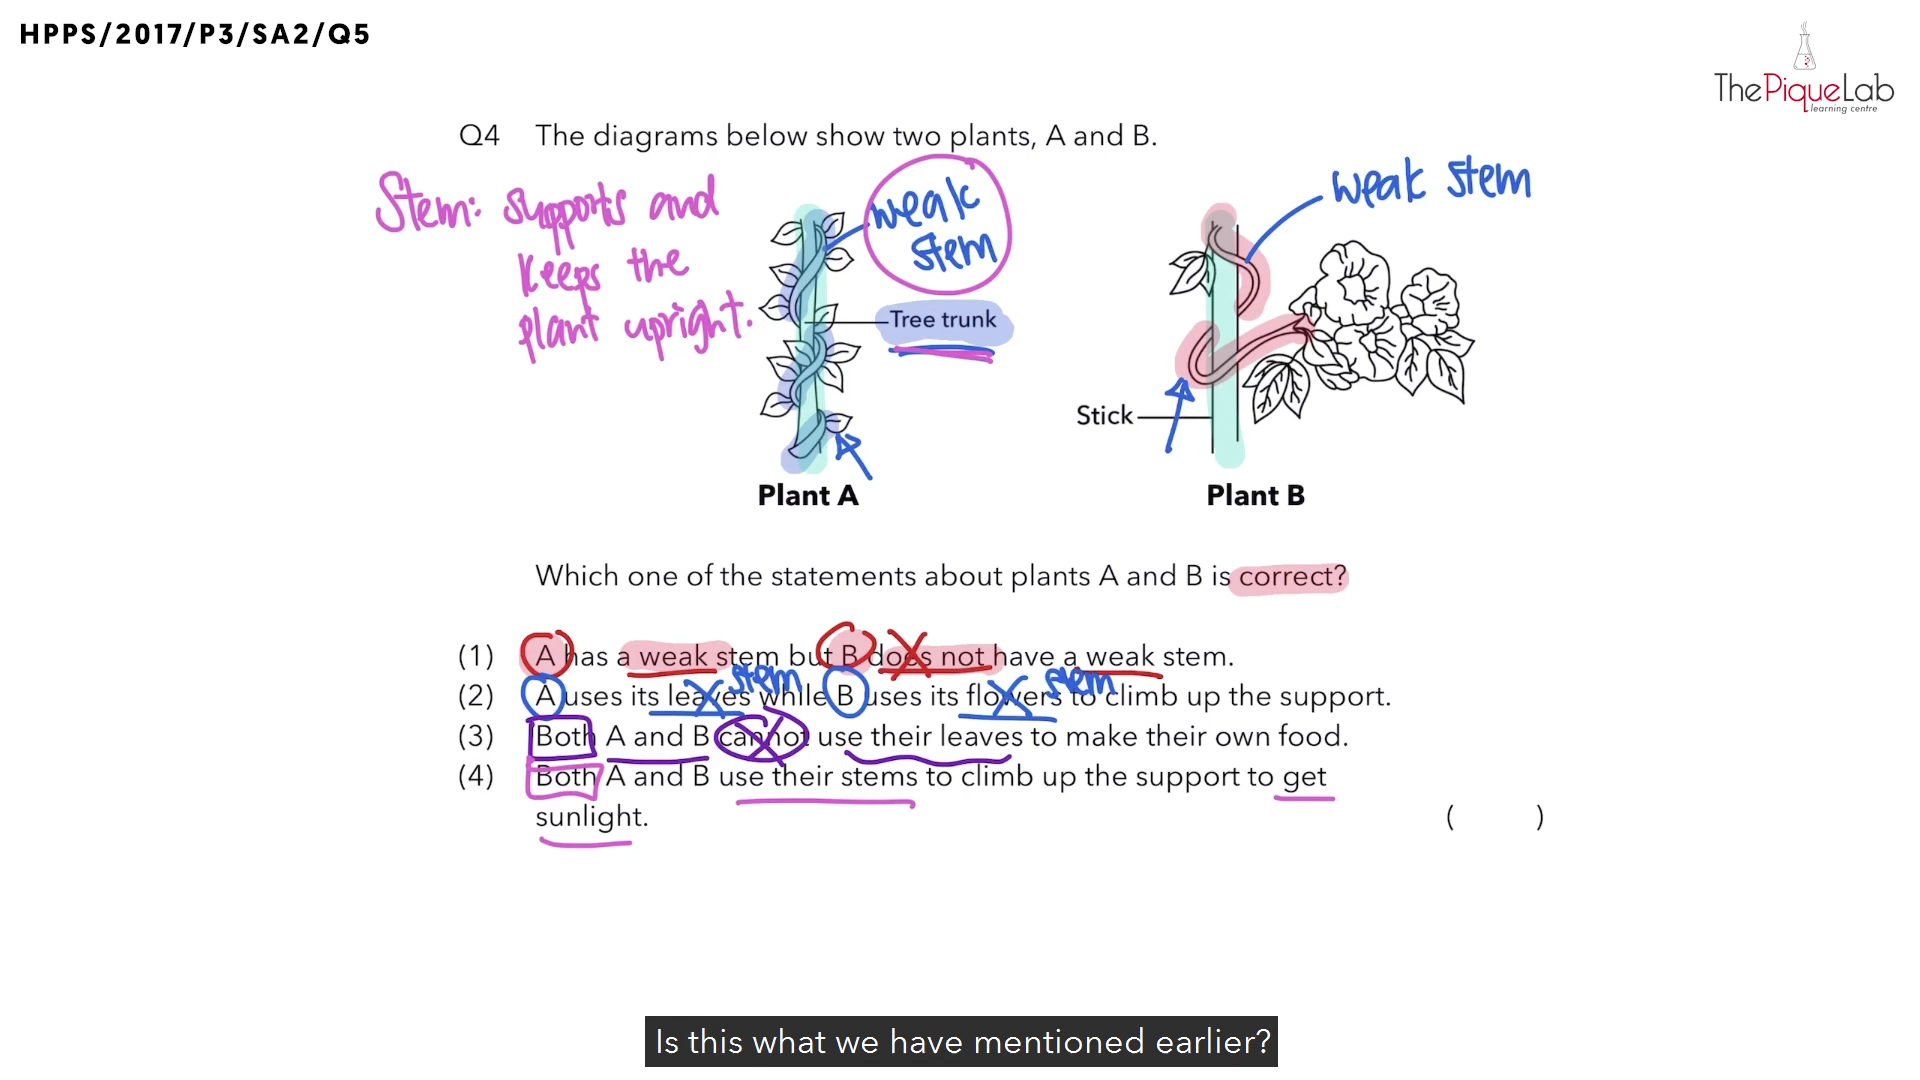 HPPS/2017/P3/SA2/Q5
ThePiqueLab
learning centre
Q4 The diagrams below show two plants, A and B.
Stem: supports and
keeps the
plant upright.
weak
stem
Tree trunk
weak stem
Stick
Plant A
Plant B
Which one of the statements about plants A and B is correct?
(1) A has a weak stem but B does not have a weak stem.
stem stem
(2) A uses its leaves while B uses its flowers to climb up the support.
(3) Both A and B cannot use their leaves to make their own food.
(4) Both A and B use their stems to climb up the support to get
sunlight. ( )
Is this what we have mentioned earlier?